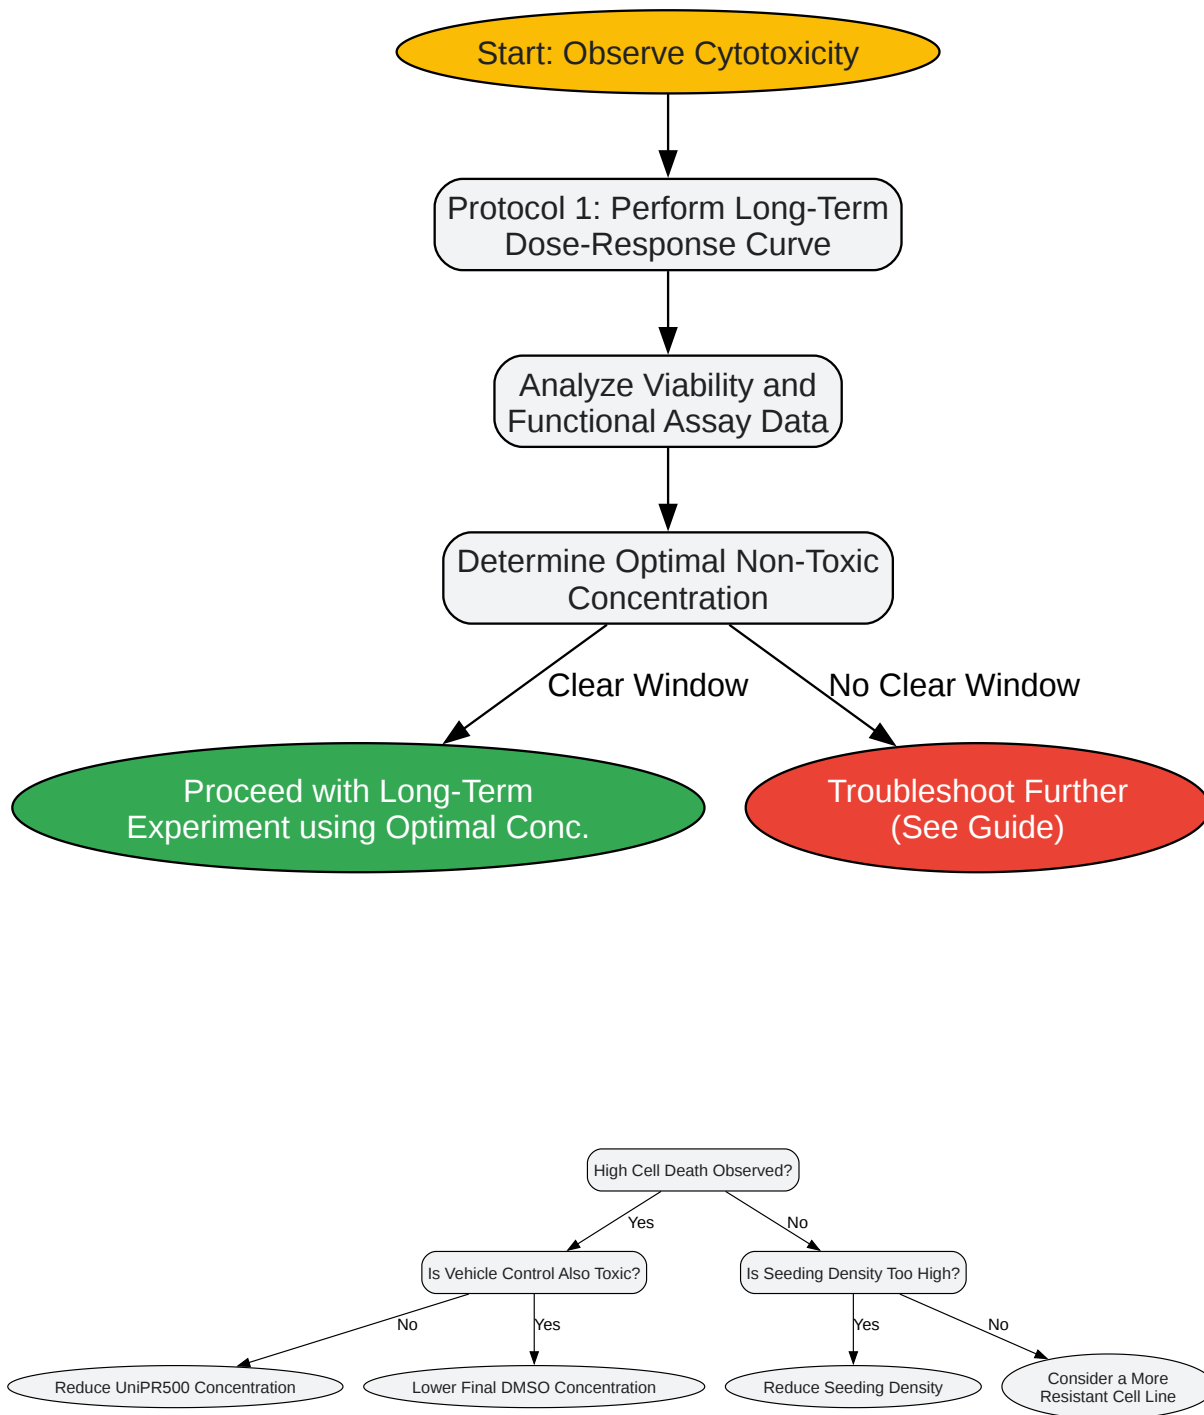 Start: Observe Cytotoxicity
Protocol 1: Perform Long-Term
Dose-Response Curve
Analyze Viability and
Functional Assay Data
Determine Optimal Non-Toxic
Concentration
Clear Window
No Clear Window
Proceed with Long-Term
Experiment using Optimal Conc.
Troubleshoot Further
(See Guide)
High Cell Death Observed?
Yes
No
Is Vehicle Control Also Toxic?
Is Seeding Density Too High?
No
Yes
Yes
No
Reduce UniPR500 Concentration
Lower Final DMSO Concentration
Reduce Seeding Density
Consider a More
Resistant Cell Line